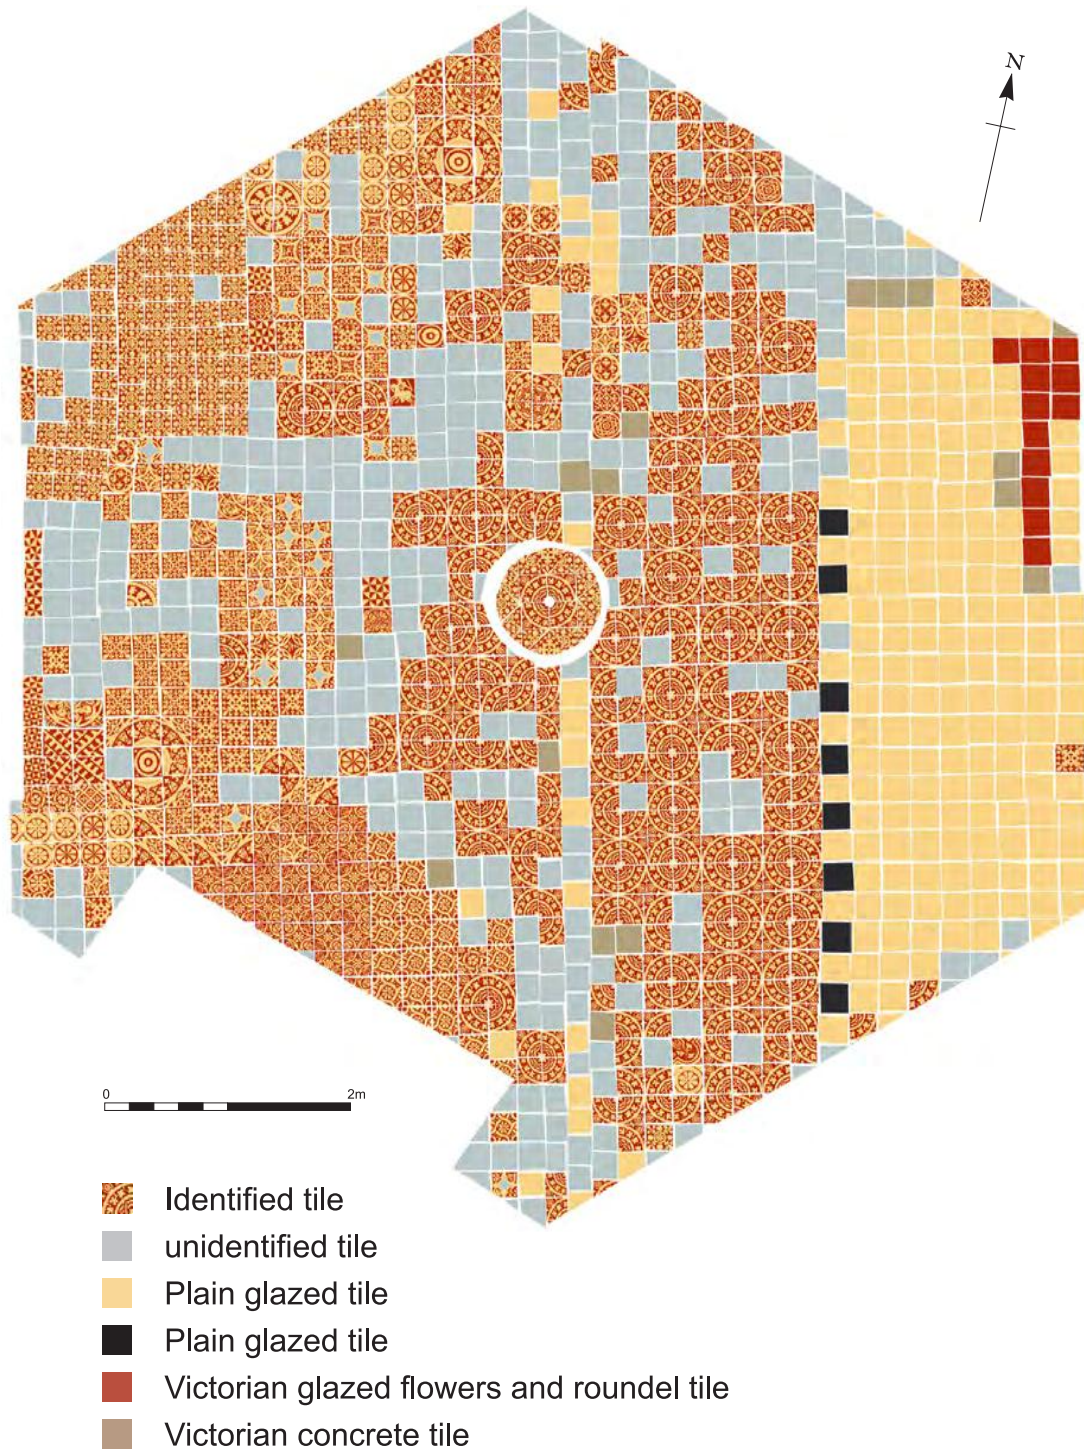 N
0 2m
Identified tile
unidentified tile
Plain glazed tile
Plain glazed tile
Victorian glazed flowers and roundel tile
Victorian concrete tile